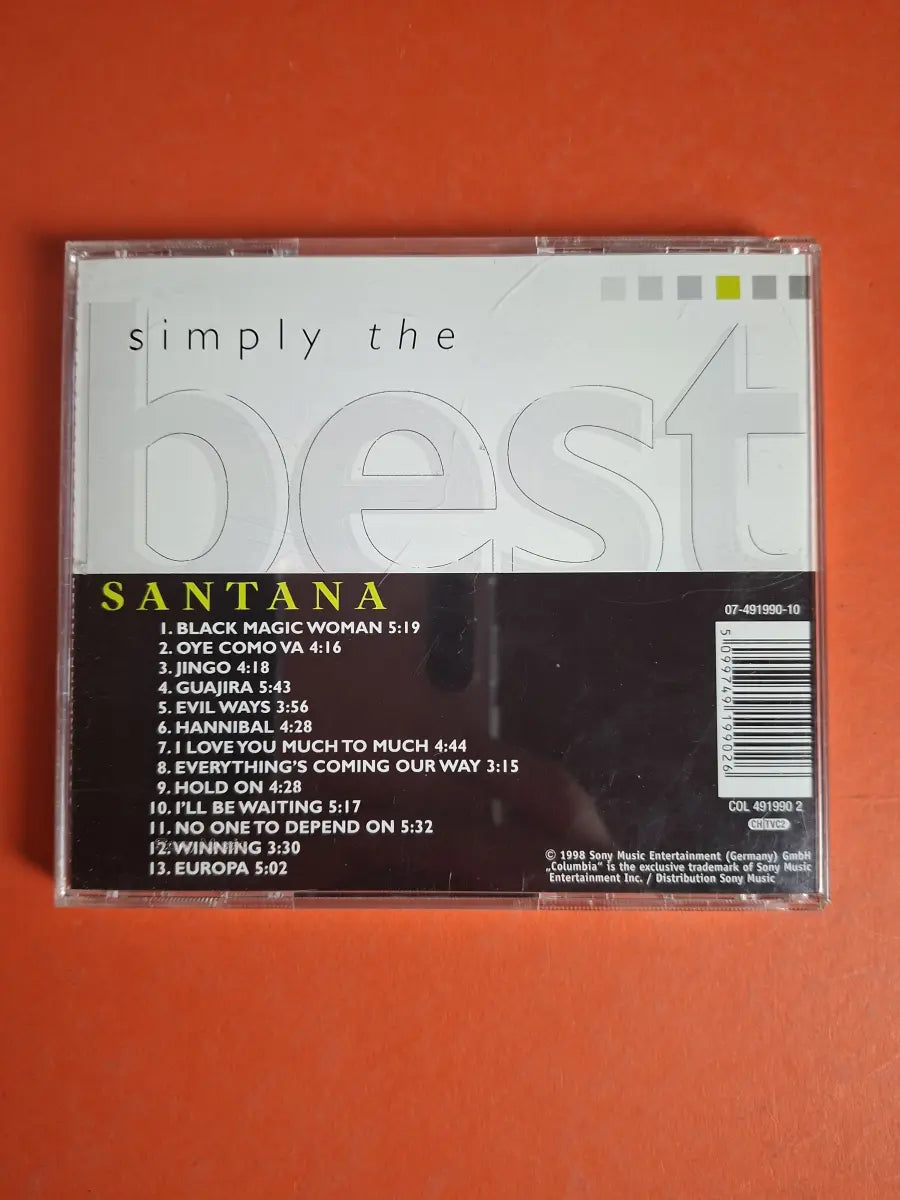 simply the
best
SANTANA
1. BLACK MAGIC WOMAN 5:19
2. OYE COMO VA 4:16
3. JINGO 4:18
4. GUAJIRA 5:43
5. EVIL WAYS 3:56
6. HANNIBAL 4:28
7. I LOVE YOU MUCH TO MUCH 4:44
8. EVERYTHING'S COMING OUR WAY 3:15
9. HOLD ON 4:28
10. I'LL BE WAITING 5:17
11. NO ONE TO DEPEND ON 5:32
12. WINNING 3:30
13. EUROPA 5:02
07-491990-10
5099749199026
COL 491990 2
CH TVC2
© 1998 Sony Music Entertainment (Germany) GmbH
„Columbia“ is the exclusive trademark of Sony Music
Entertainment Inc. / Distribution Sony Music